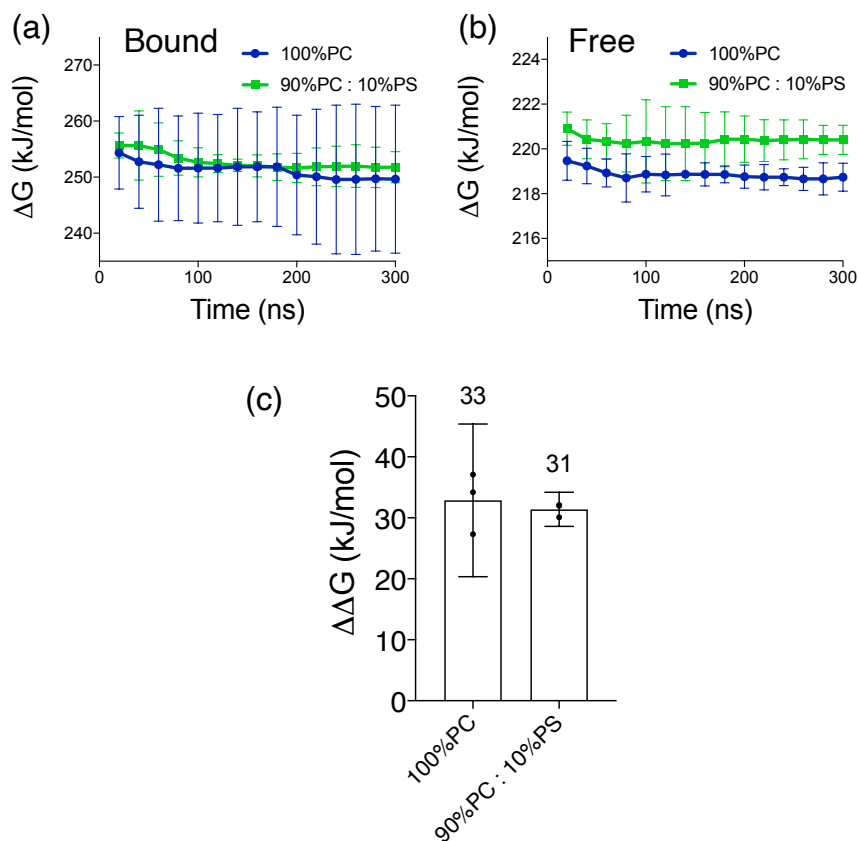 (a)
Bound
100%PC
90%PC : 10%PS
ΔG (kJ/mol)
270
260
250
240
0
100
200
300
Time (ns)
(b)
Free
100%PC
90%PC : 10%PS
ΔG (kJ/mol)
224
222
220
218
216
0
100
200
300
Time (ns)
(c)
ΔΔG (kJ/mol)
50
40
30
20
10
0
33
31
100%PC
90%PC : 10%PS